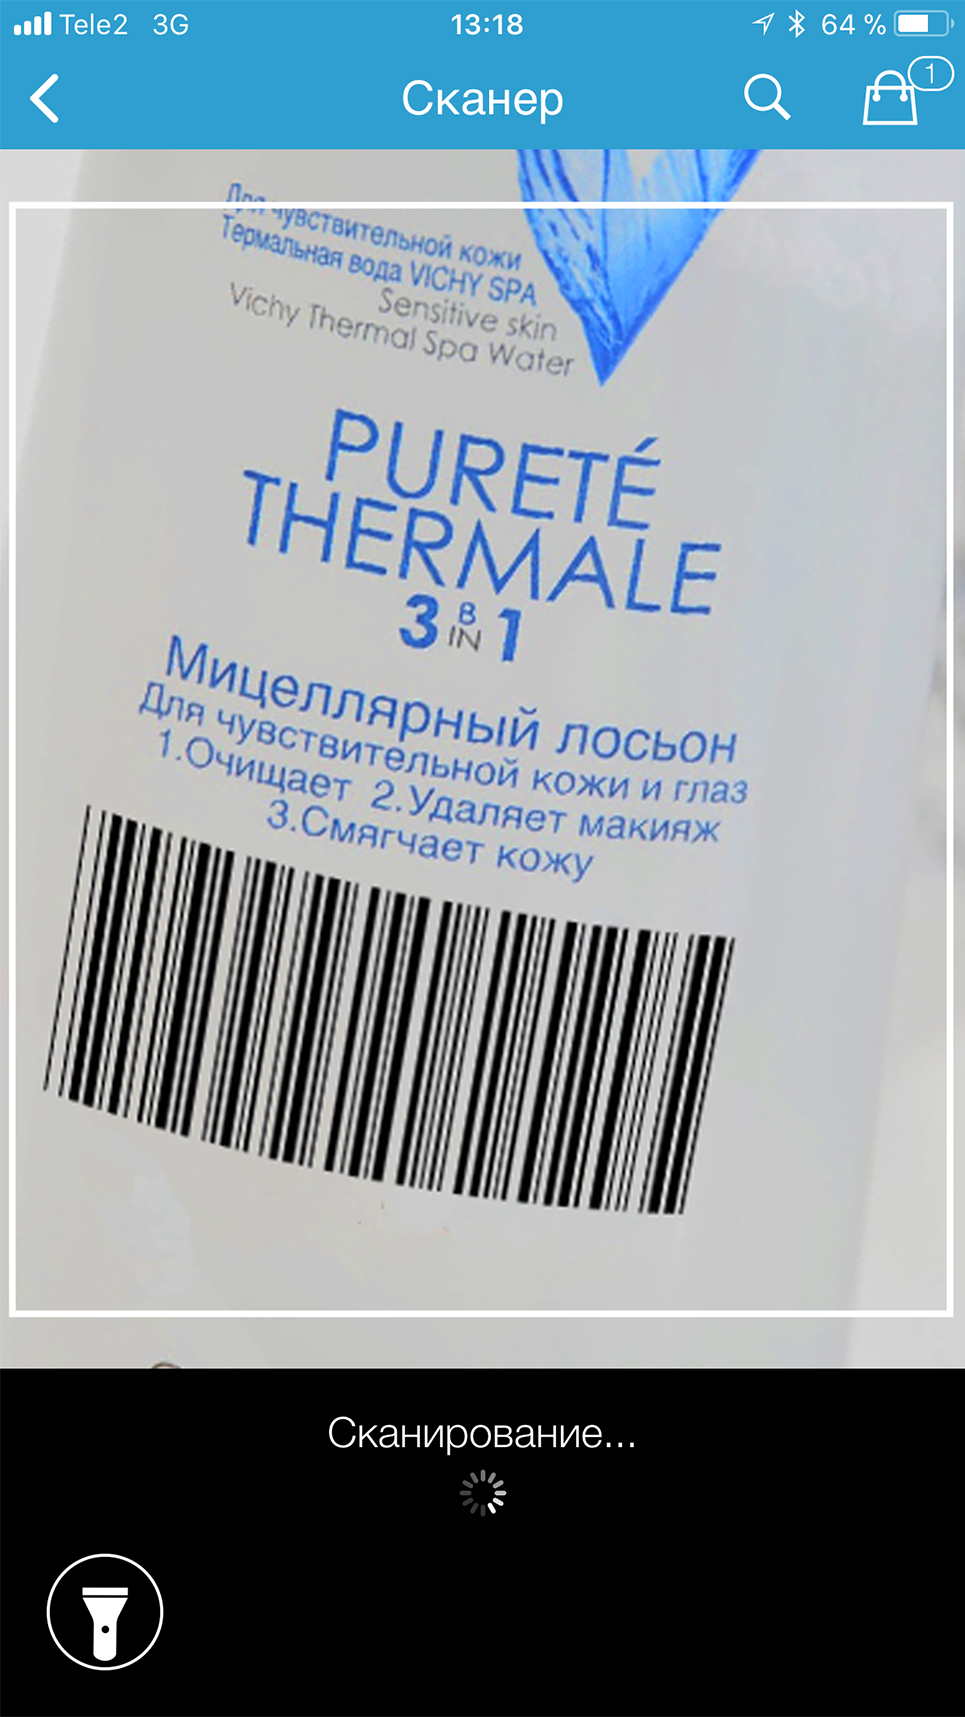 Tele2 3G 13:18 64 %
Сканер
1
Для чувствительной кожи
Термальная вода VICHY SPA
Sensitive skin
Vichy Thermal Spa Water
PURETÉ
THERMALE
3 В IN 1
Мицеллярный лосьон
Для чувствительной кожи и глаз
1.Очищает 2.Удаляет макияж
3.Смягчает кожу
Сканирование...